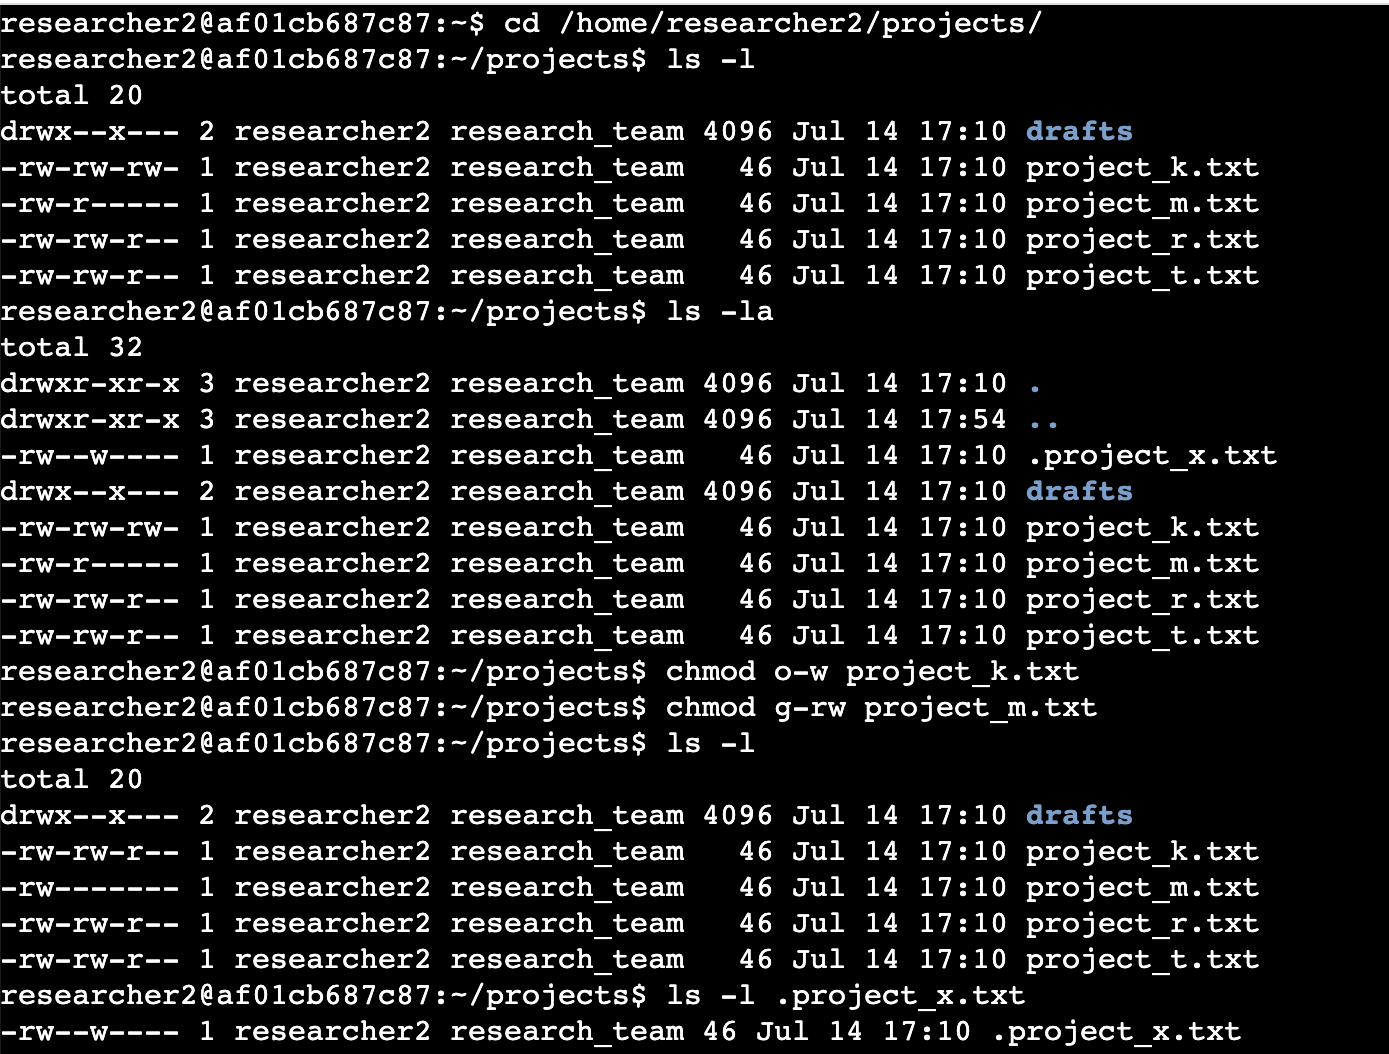 researcher2@af01cb687c87:~$ cd /home/researcher2/projects/
researcher2@af01cb687c87:~/projects$ ls -l
total 20
drwx--x--- 2 researcher2 research_team 4096 Jul 14 17:10 drafts
-rw-rw-rw- 1 researcher2 research_team   46 Jul 14 17:10 project_k.txt
-rw-r----- 1 researcher2 research_team   46 Jul 14 17:10 project_m.txt
-rw-rw-r-- 1 researcher2 research_team   46 Jul 14 17:10 project_r.txt
-rw-rw-r-- 1 researcher2 research_team   46 Jul 14 17:10 project_t.txt
researcher2@af01cb687c87:~/projects$ ls -la
total 32
drwxr-xr-x 3 researcher2 research_team 4096 Jul 14 17:10 .
drwxr-xr-x 3 researcher2 research_team 4096 Jul 14 17:54 ..
-rw--w---- 1 researcher2 research_team   46 Jul 14 17:10 .project_x.txt
drwx--x--- 2 researcher2 research_team 4096 Jul 14 17:10 drafts
-rw-rw-rw- 1 researcher2 research_team   46 Jul 14 17:10 project_k.txt
-rw-r----- 1 researcher2 research_team   46 Jul 14 17:10 project_m.txt
-rw-rw-r-- 1 researcher2 research_team   46 Jul 14 17:10 project_r.txt
-rw-rw-r-- 1 researcher2 research_team   46 Jul 14 17:10 project_t.txt
researcher2@af01cb687c87:~/projects$ chmod o-w project_k.txt
researcher2@af01cb687c87:~/projects$ chmod g-rw project_m.txt
researcher2@af01cb687c87:~/projects$ ls -l
total 20
drwx--x--- 2 researcher2 research_team 4096 Jul 14 17:10 drafts
-rw-rw-r-- 1 researcher2 research_team   46 Jul 14 17:10 project_k.txt
-rw------- 1 researcher2 research_team   46 Jul 14 17:10 project_m.txt
-rw-rw-r-- 1 researcher2 research_team   46 Jul 14 17:10 project_r.txt
-rw-rw-r-- 1 researcher2 research_team   46 Jul 14 17:10 project_t.txt
researcher2@af01cb687c87:~/projects$ ls -l .project_x.txt
-rw--w---- 1 researcher2 research_team 46 Jul 14 17:10 .project_x.txt